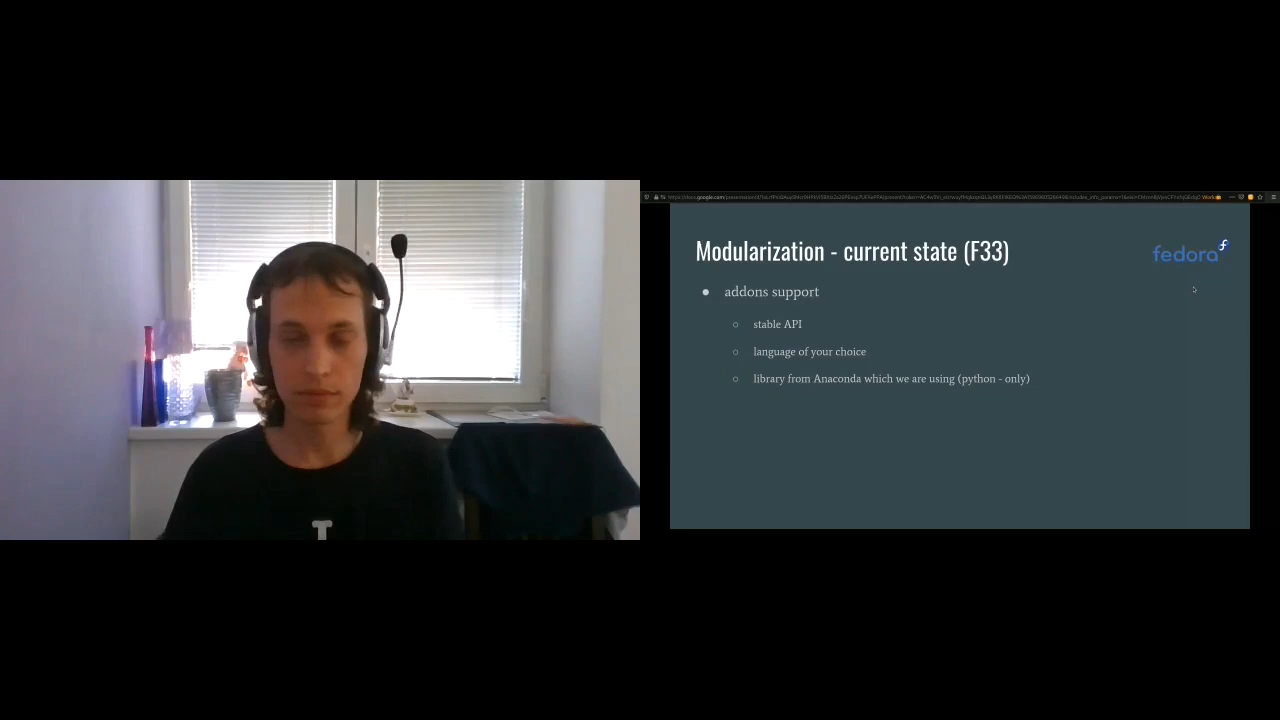 Modularization - current state (F33)
fedora
addons support
stable API
language of your choice
library from Anaconda which we are using (python - only)
I